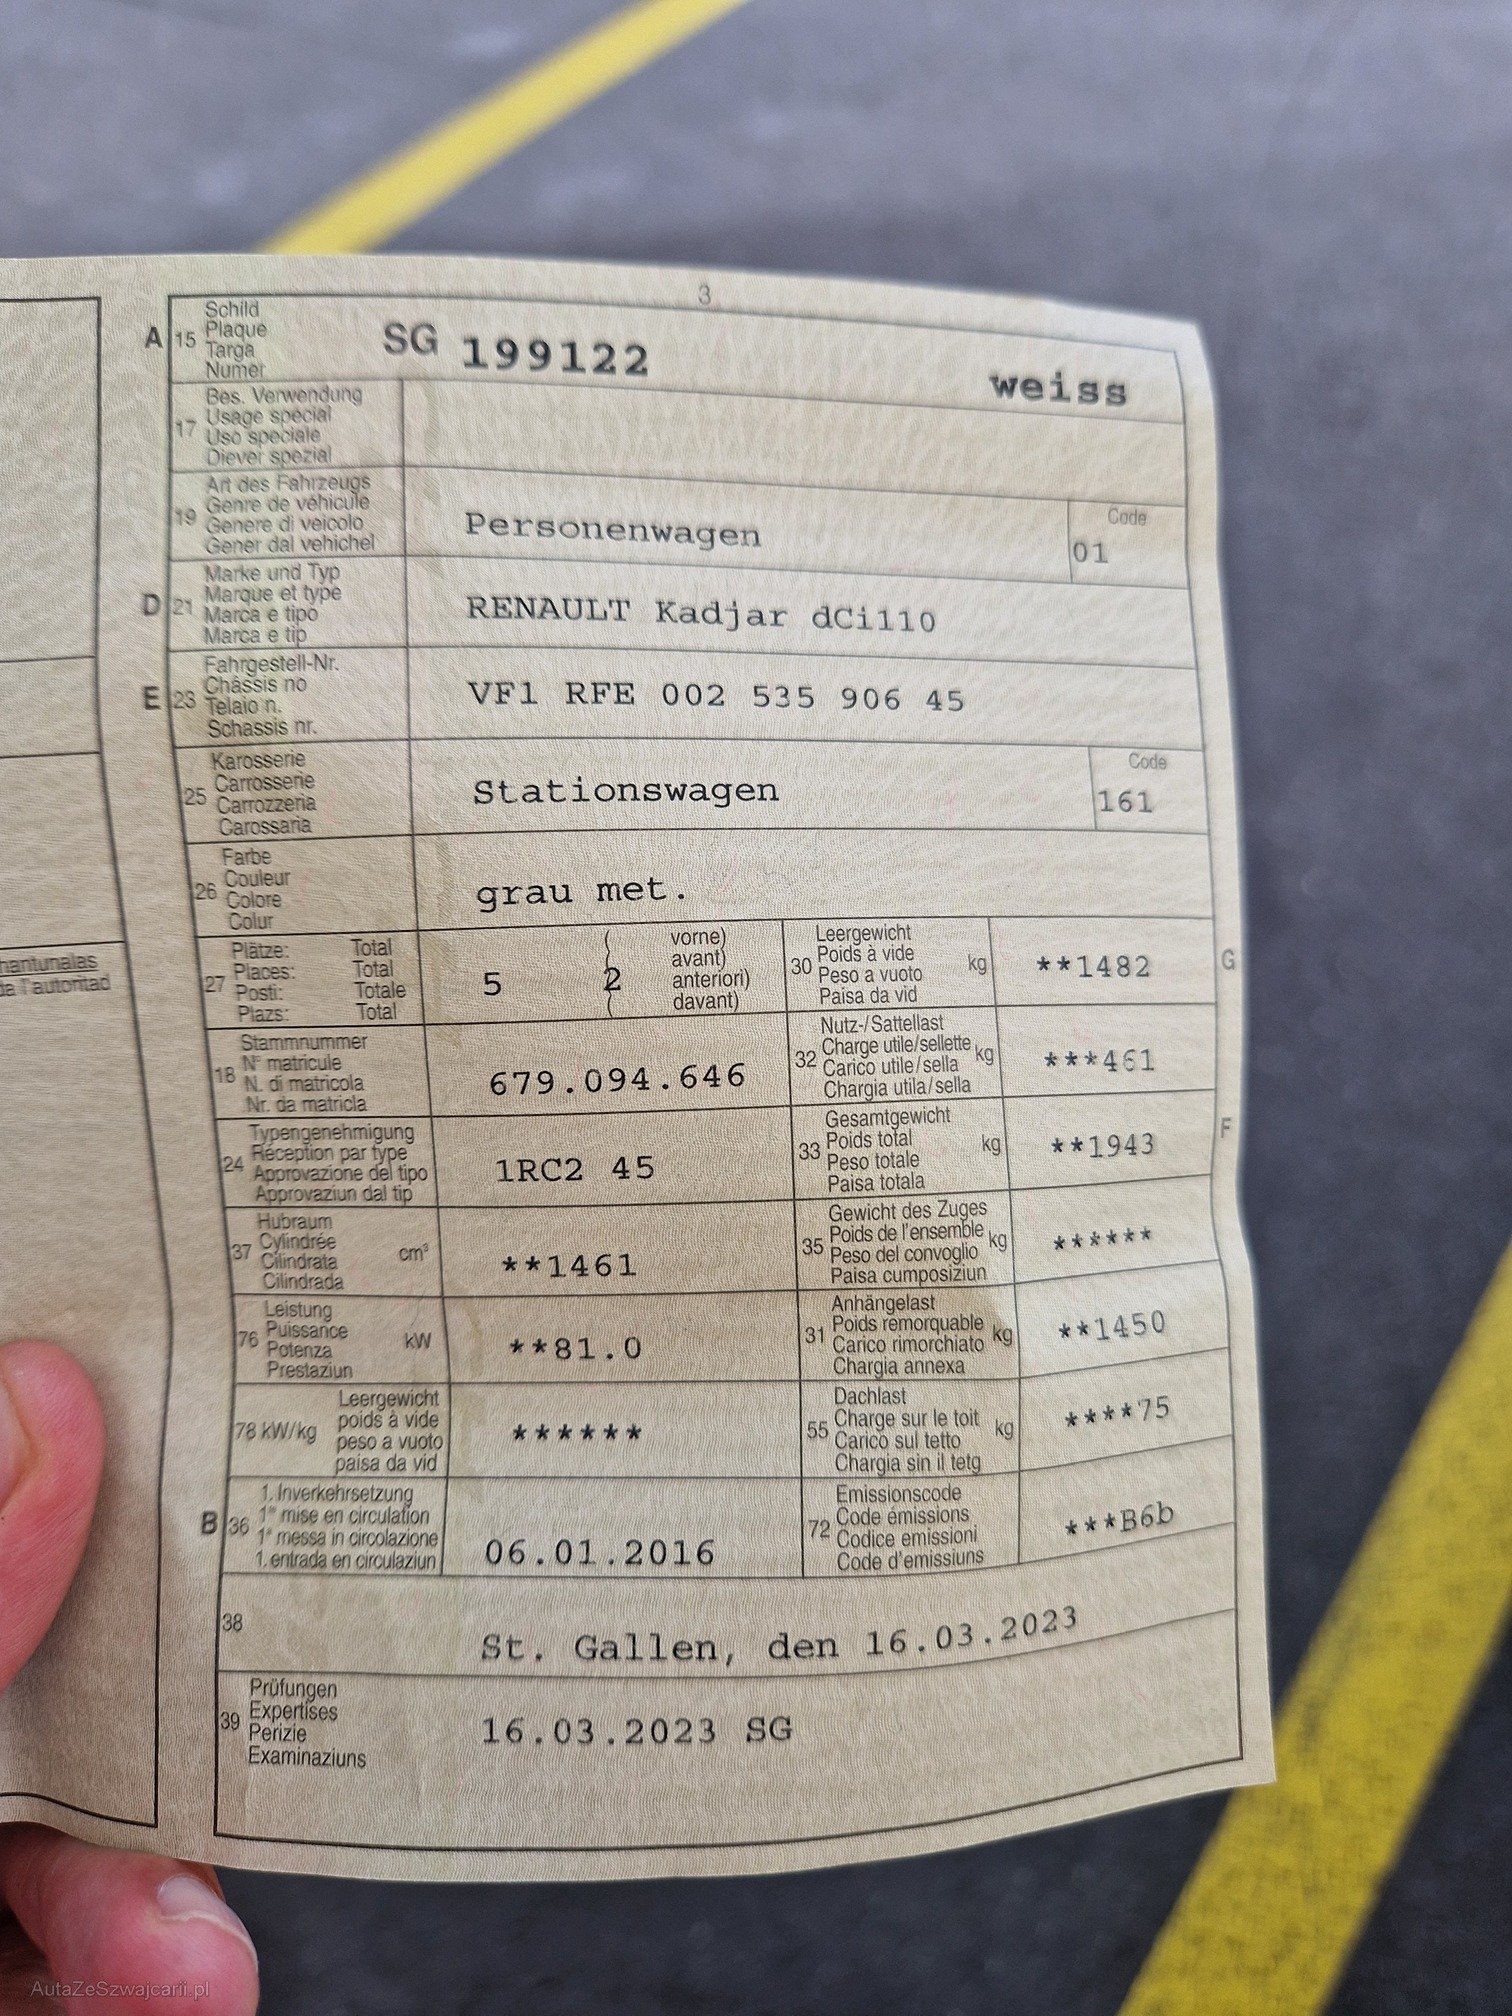 3
A 15 Schild
Plaque
Targa
Numer
SG 199122 weiss
17 Bes. Verwendung
Usage spécial
Uso speciale
Diever spezial
19 Art des Fahrzeugs
Genre de véhicule
Genere di veicolo
Gener dal vehichel
Personenwagen
Code
01
D 21 Marke und Typ
Marque et type
Marca e tipo
Marca e tip
RENAULT Kadjar dCi110
E 23 Fahrgestell-Nr.
Châssis no
Telaio n.
Schassis nr.
VF1 RFE 002 535 906 45
25 Karosserie
Carrosserie
Carrozzeria
Carossaria
Stationswagen
Code
161
26 Farbe
Couleur
Colore
Colur
grau met.
27 Plätze: Total
Places: Total
Posti: Totale
Plazs: Total
5 ( 2
vorne)
avant)
anteriori)
davant)
30 Leergewicht
Poids à vide
Peso a vuoto
Paisa da vid
kg
**1482
G
hantunalas
da l'autoritad
18 Stammnummer
N° matricule
N. di matricola
Nr. da matricla
679.094.646
32 Nutz-/Sattellast
Charge utile/sellette
Carico utile/sella
Chargia utila/sella
kg
***461
24 Typengenehmigung
Réception par type
Approvazione del tipo
Approvaziun dal tip
1RC2 45
33 Gesamtgewicht
Poids total
Peso totale
Paisa totala
kg
**1943
F
37 Hubraum
Cylindrée
Cilindrata
Cilindrada
cm³
**1461
35 Gewicht des Zuges
Poids de l'ensemble
Peso del convoglio
Paisa cumposiziun
kg
******
76 Leistung
Puissance
Potenza
Prestaziun
kW
**81.0
31 Anhängelast
Poids remorquable
Carico rimorchiato
Chargia annexa
kg
**1450
78 kW/kg
Leergewicht
poids à vide
peso a vuoto
paisa da vid
******
55 Dachlast
Charge sur le toit
Carico sul tetto
Chargia sin il tetg
kg
****75
B 36 1. Inverkehrsetzung
1re mise en circulation
1a messa in circolazione
1. entrada en circulaziun
06.01.2016
72 Emissionscode
Code émissions
Codice emissioni
Code d'emissiuns
***B6b
38
St. Gallen, den 16.03.2023
39 Prüfungen
Expertises
Perizie
Examinaziuns
16.03.2023 SG
AutaZeSzwajcarii.pl